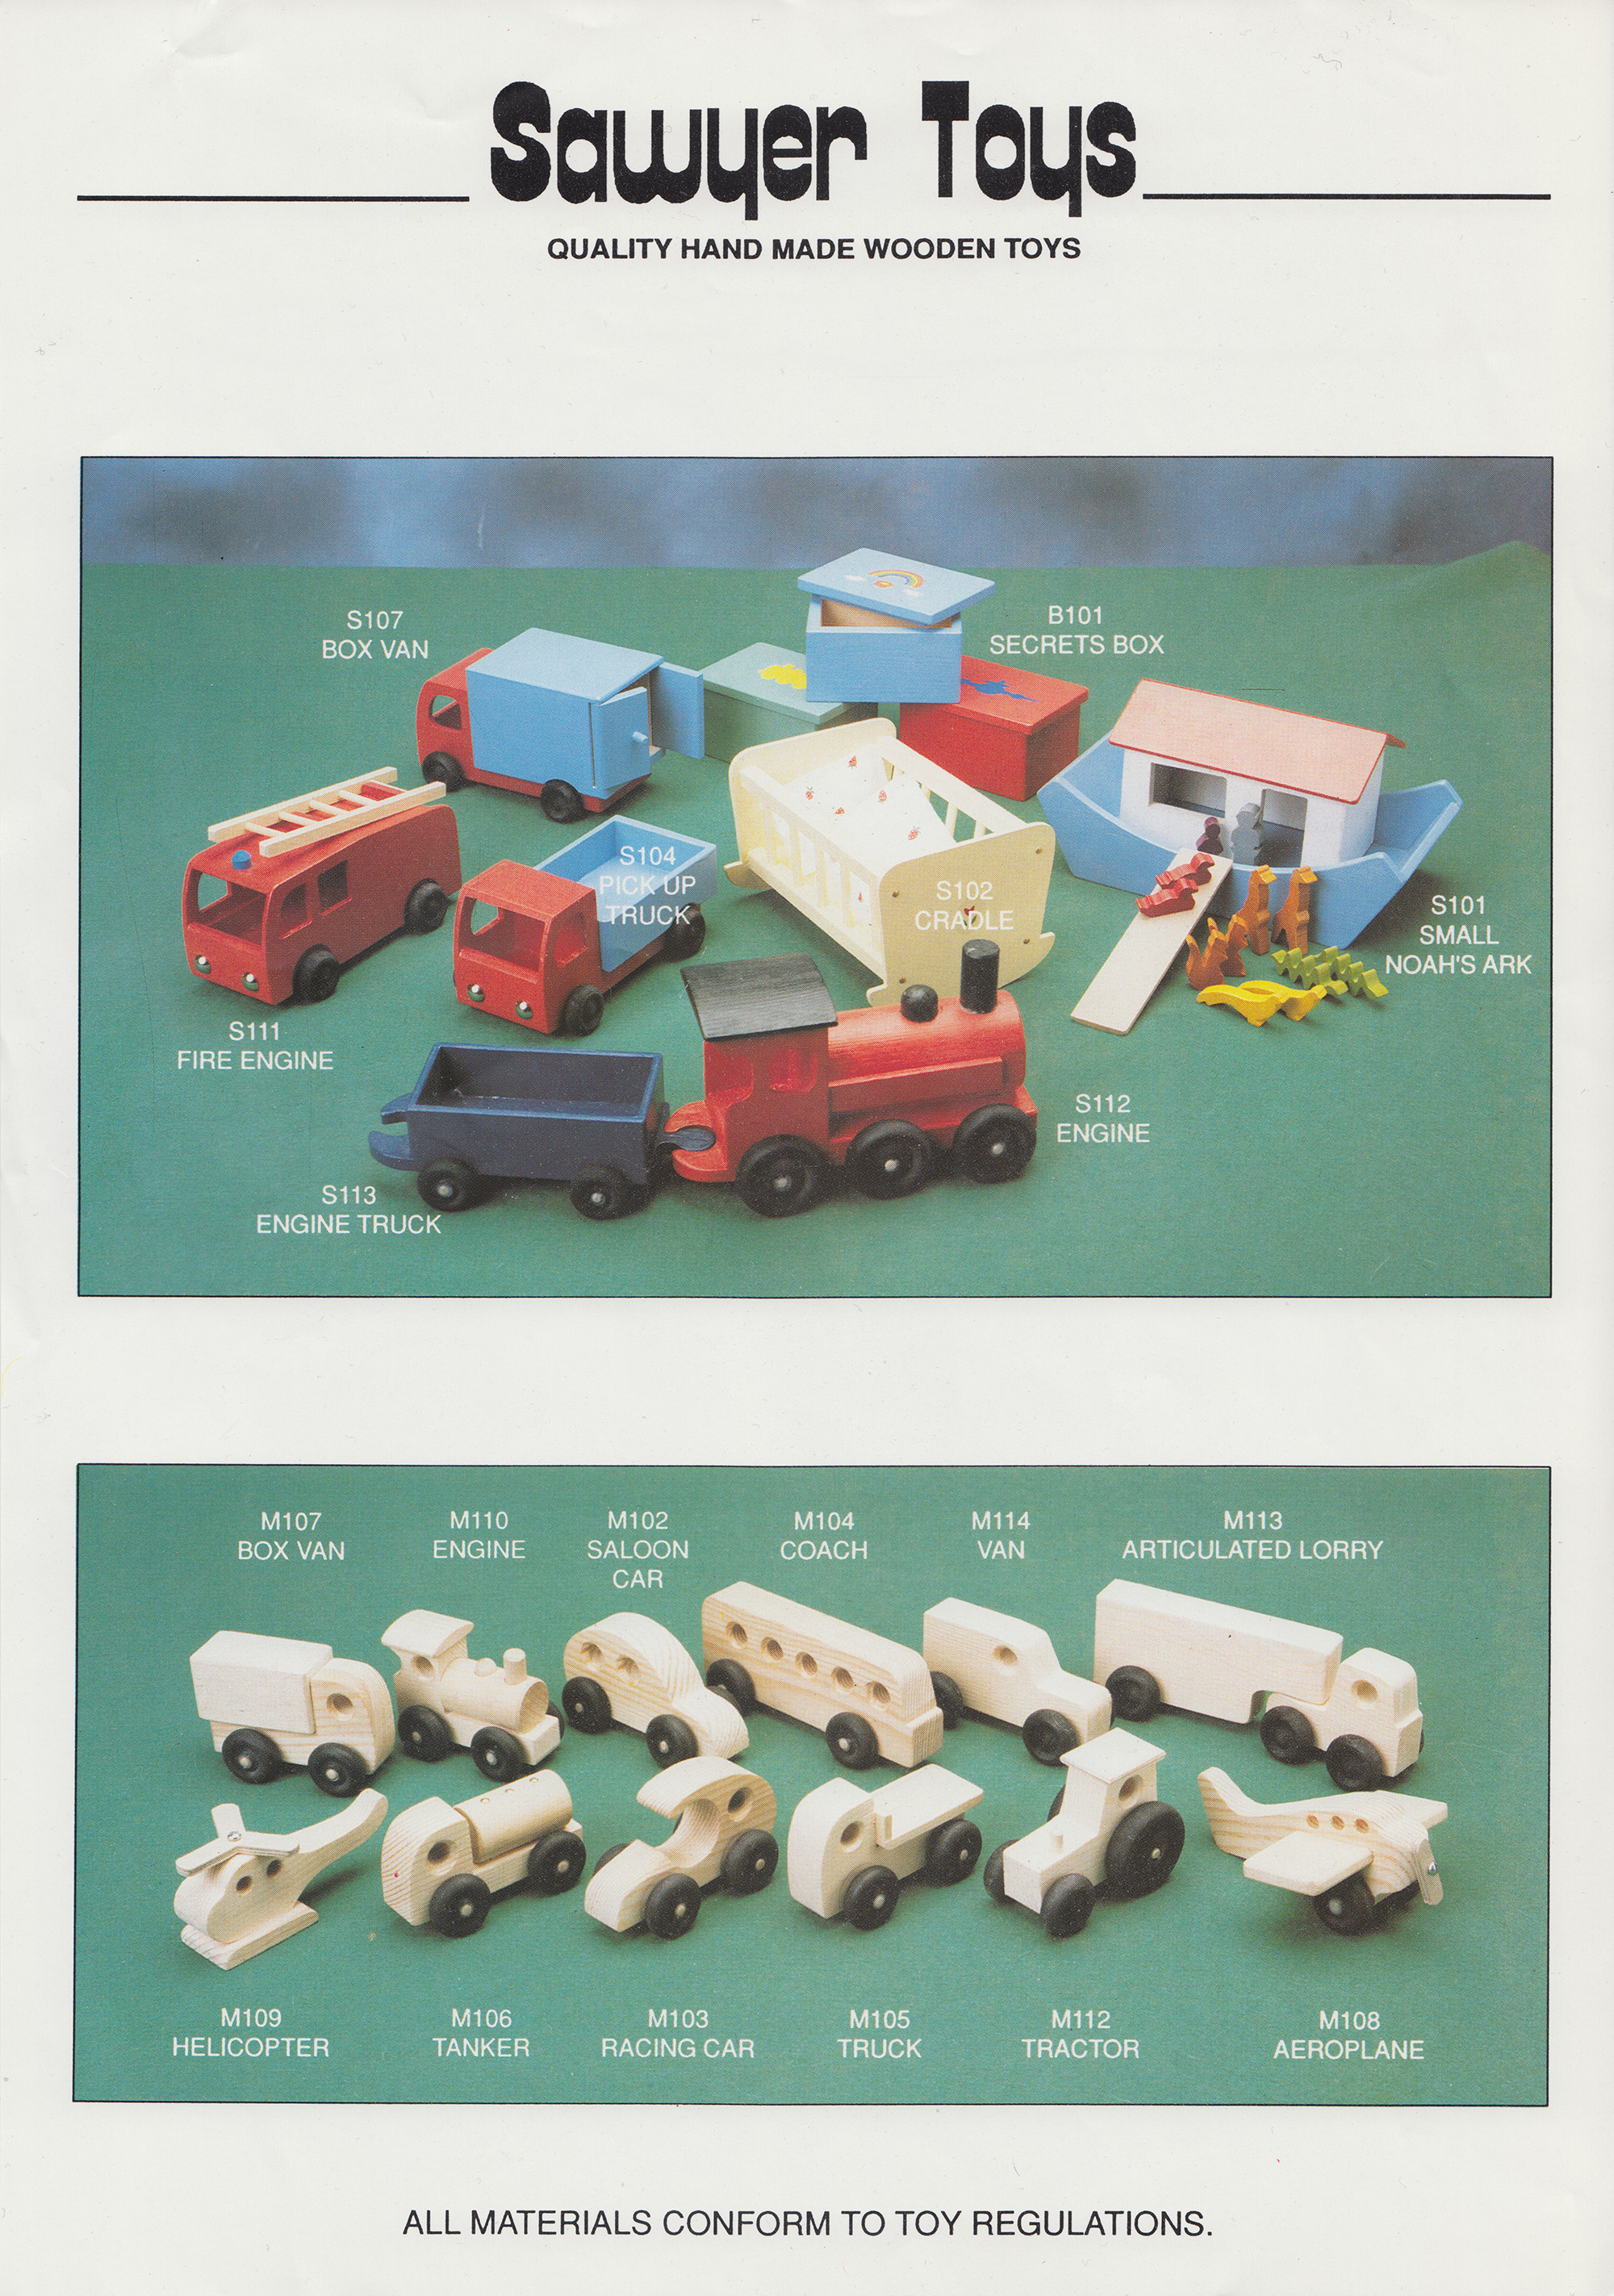 Sawyer Toys
QUALITY HAND MADE WOODEN TOYS
S107
BOX VAN
B101
SECRETS BOX
S104
PICK UP
TRUCK
S102
CRADLE
S101
SMALL
NOAH'S ARK
S111
FIRE ENGINE
S112
ENGINE
S113
ENGINE TRUCK
M107
BOX VAN
M110
ENGINE
M102
SALOON
CAR
M104
COACH
M114
VAN
M113
ARTICULATED LORRY
M109
HELICOPTER
M106
TANKER
M103
RACING CAR
M105
TRUCK
M112
TRACTOR
M108
AEROPLANE
ALL MATERIALS CONFORM TO TOY REGULATIONS.